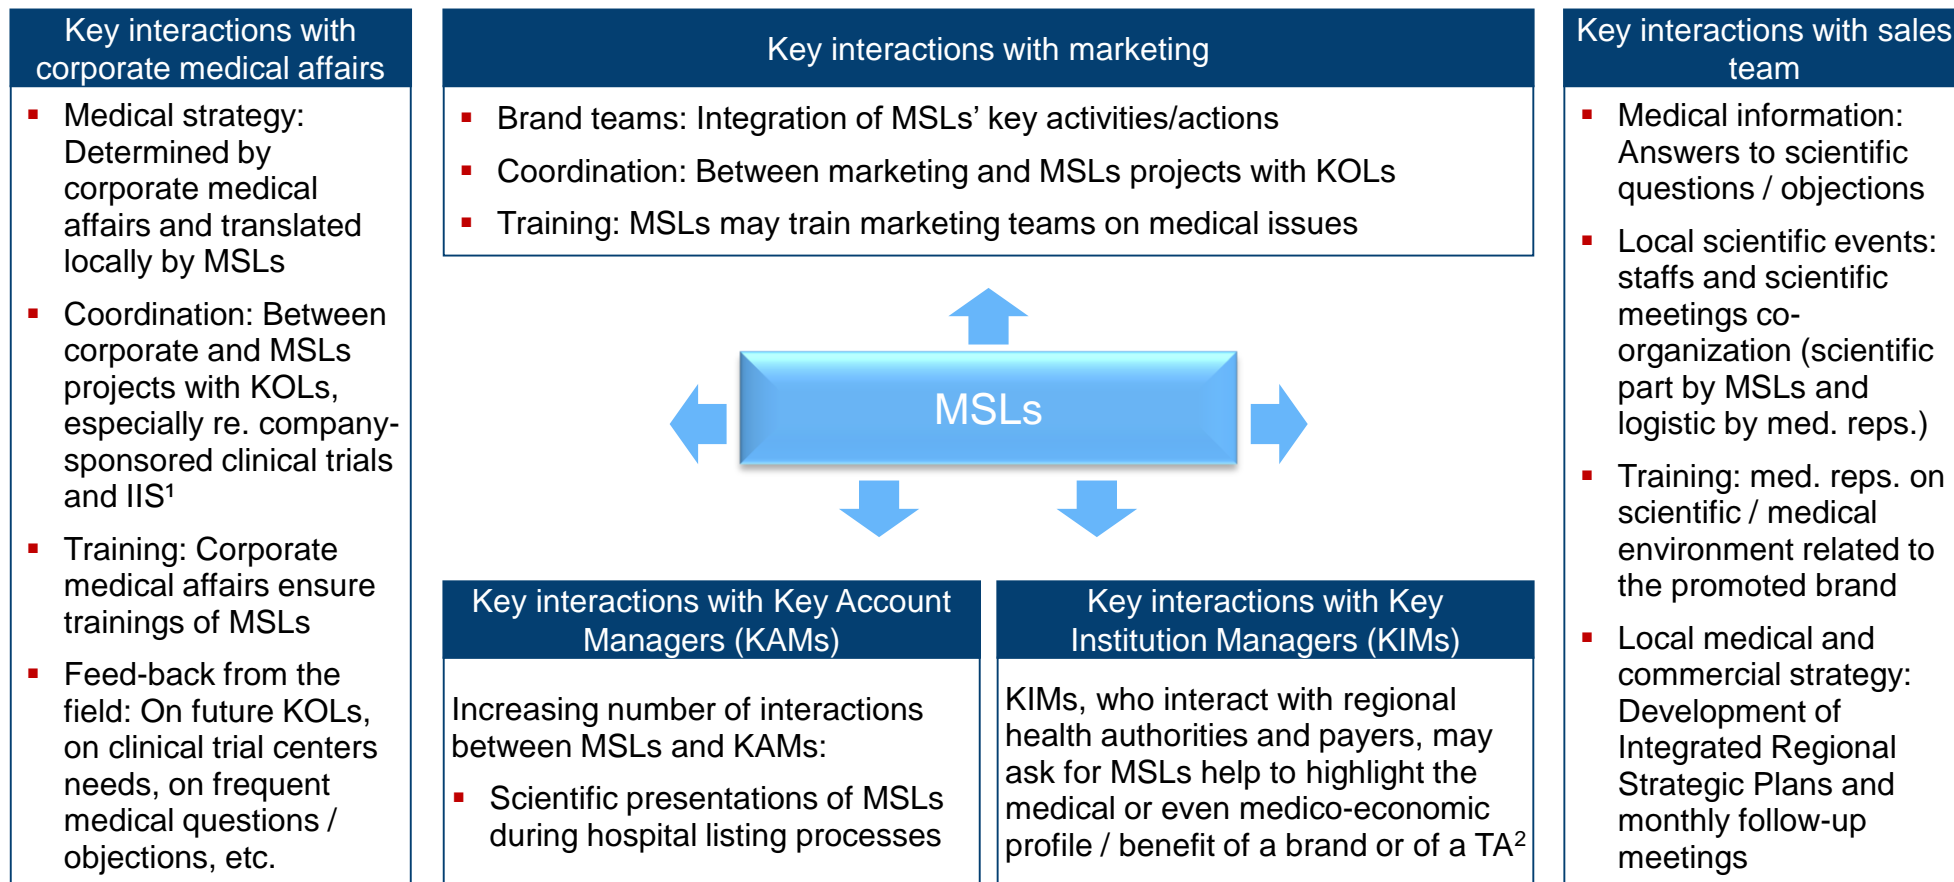 Key interactions with
corporate medical affairs
▪ Medical strategy:
Determined by
corporate medical
affairs and translated
locally by MSLs
▪ Coordination: Between
corporate and MSLs
projects with KOLs,
especially re. company-
sponsored clinical trials
and IIS¹
▪ Training: Corporate
medical affairs ensure
trainings of MSLs
▪ Feed-back from the
field: On future KOLs,
on clinical trial centers
needs, on frequent
medical questions /
objections, etc.
Key interactions with marketing
▪ Brand teams: Integration of MSLs’ key activities/actions
▪ Coordination: Between marketing and MSLs projects with KOLs
▪ Training: MSLs may train marketing teams on medical issues
MSLs
Key interactions with Key Account
Managers (KAMs)
Increasing number of interactions
between MSLs and KAMs:
▪ Scientific presentations of MSLs
during hospital listing processes
Key interactions with Key
Institution Managers (KIMs)
KIMs, who interact with regional
health authorities and payers, may
ask for MSLs help to highlight the
medical or even medico-economic
profile / benefit of a brand or of a TA²
Key interactions with sales
team
▪ Medical information:
Answers to scientific
questions / objections
▪ Local scientific events:
staffs and scientific
meetings co-
organization (scientific
part by MSLs and
logistic by med. reps.)
▪ Training: med. reps. on
scientific / medical
environment related to
the promoted brand
▪ Local medical and
commercial strategy:
Development of
Integrated Regional
Strategic Plans and
monthly follow-up
meetings